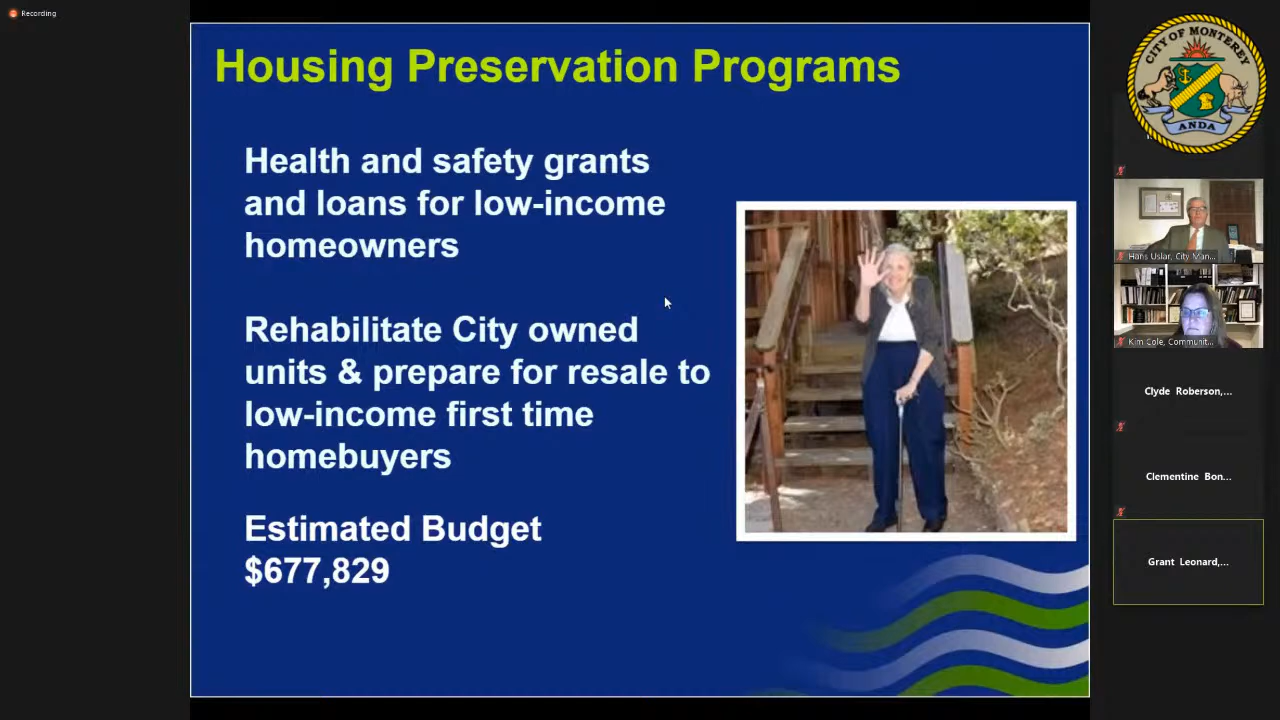 Recording
Housing Preservation Programs
Health and safety grants
and loans for low-income
homeowners
Rehabilitate City owned
units & prepare for resale to
low-income first time
homebuyers
Estimated Budget
$677,829
CITY OF MONTEREY
ANDA
Hans Uslar, City Man...
Kim Cole, Communit...
Clyde Roberson,...
Clementine Bon...
Grant Leonard,...